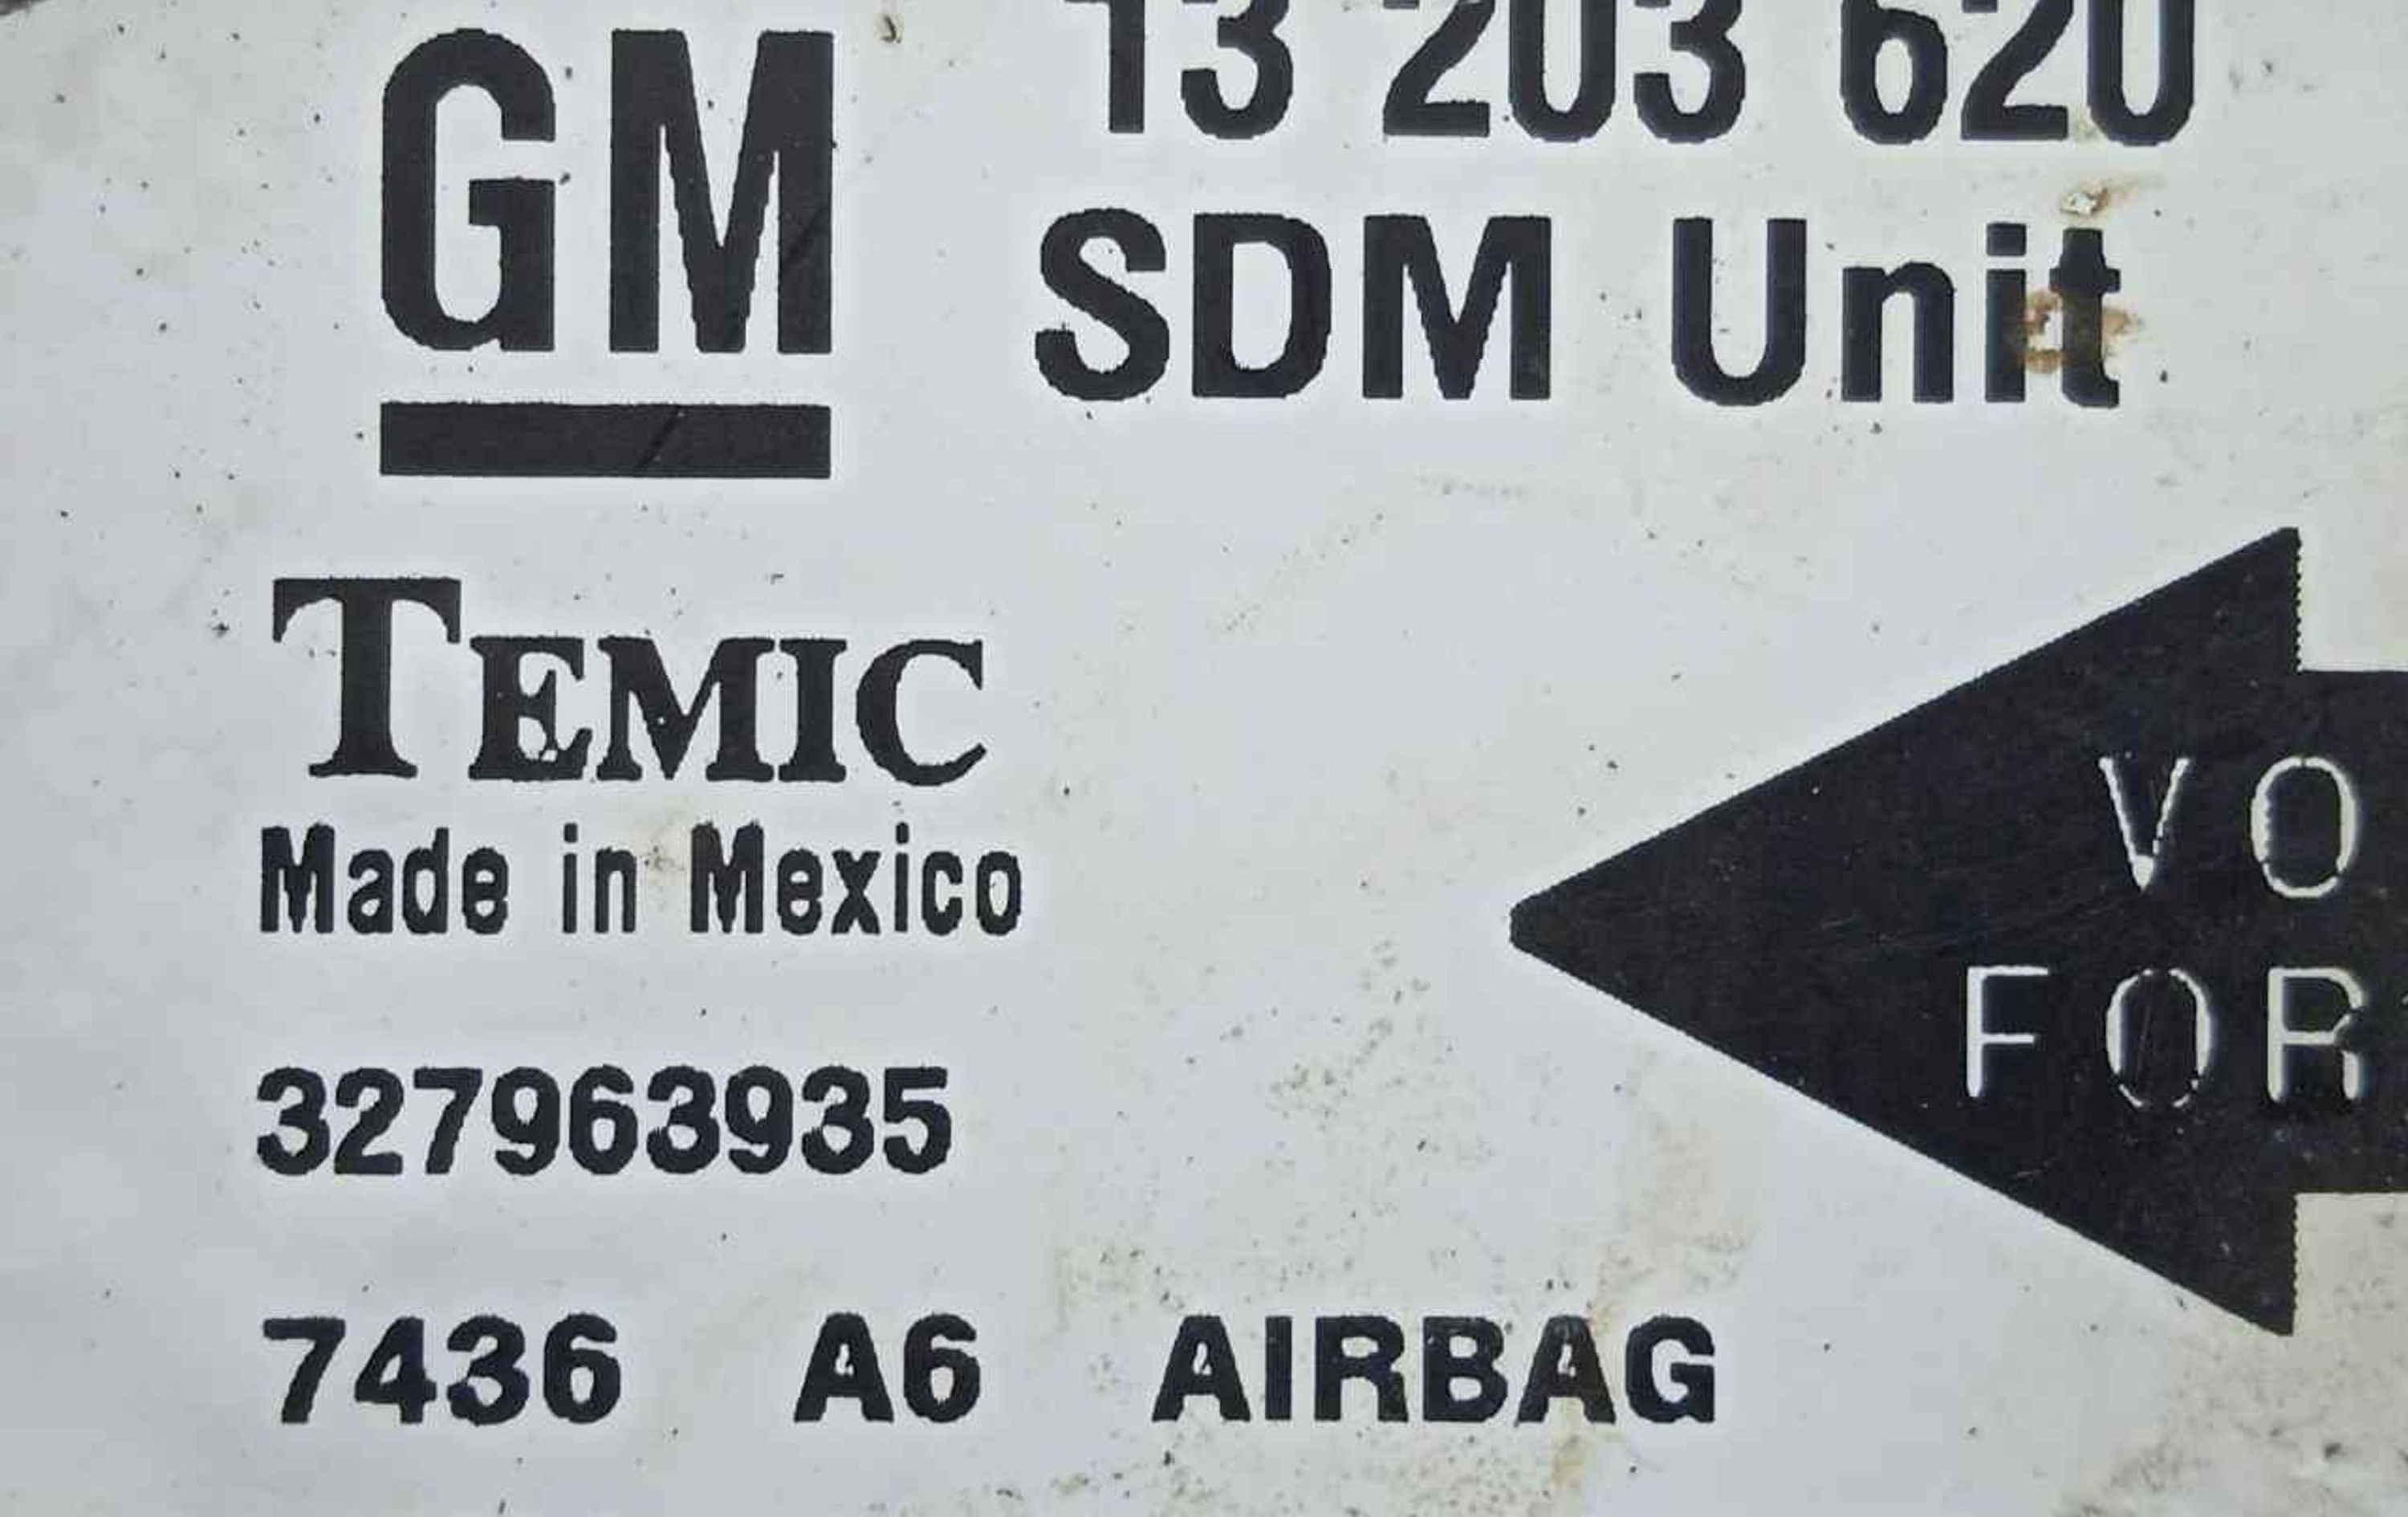 GM
13 203 620
SDM Unit
TEMIC
Made in Mexico
327963935
7436 A6 AIRBAG
VO
FOR